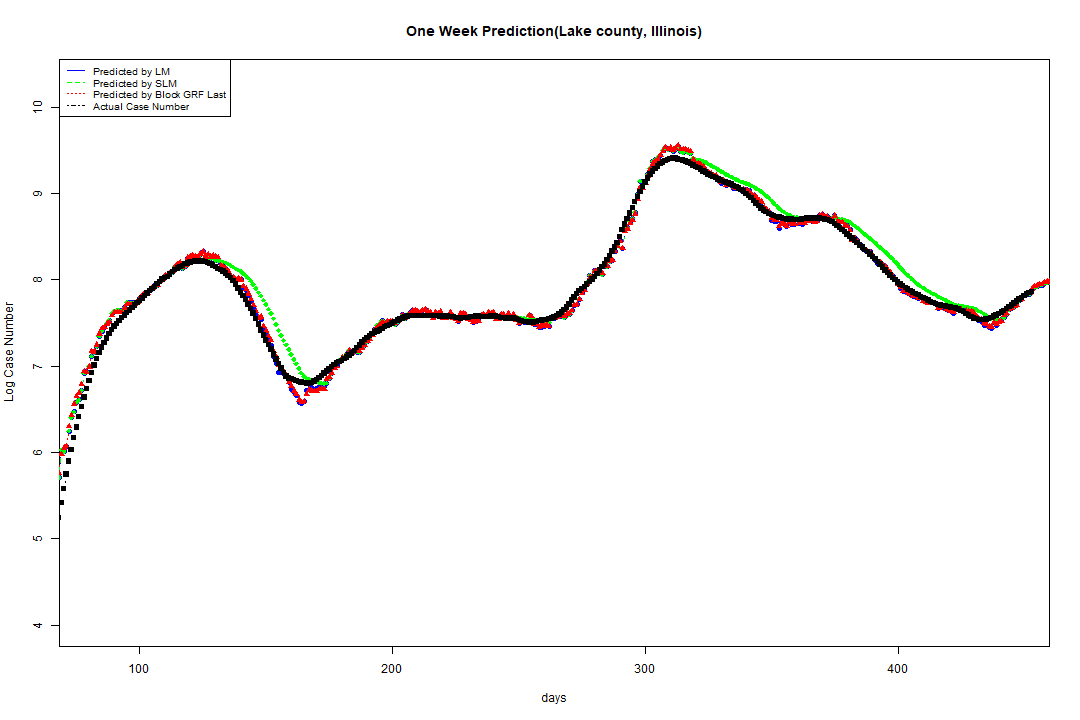 One Week Prediction(Lake county, Illinois)
Predicted by LM
Predicted by SLM
Predicted by Block GRF Last
Actual Case Number
Log Case Number
10
9
8
7
6
5
4
100 200 300 400
days